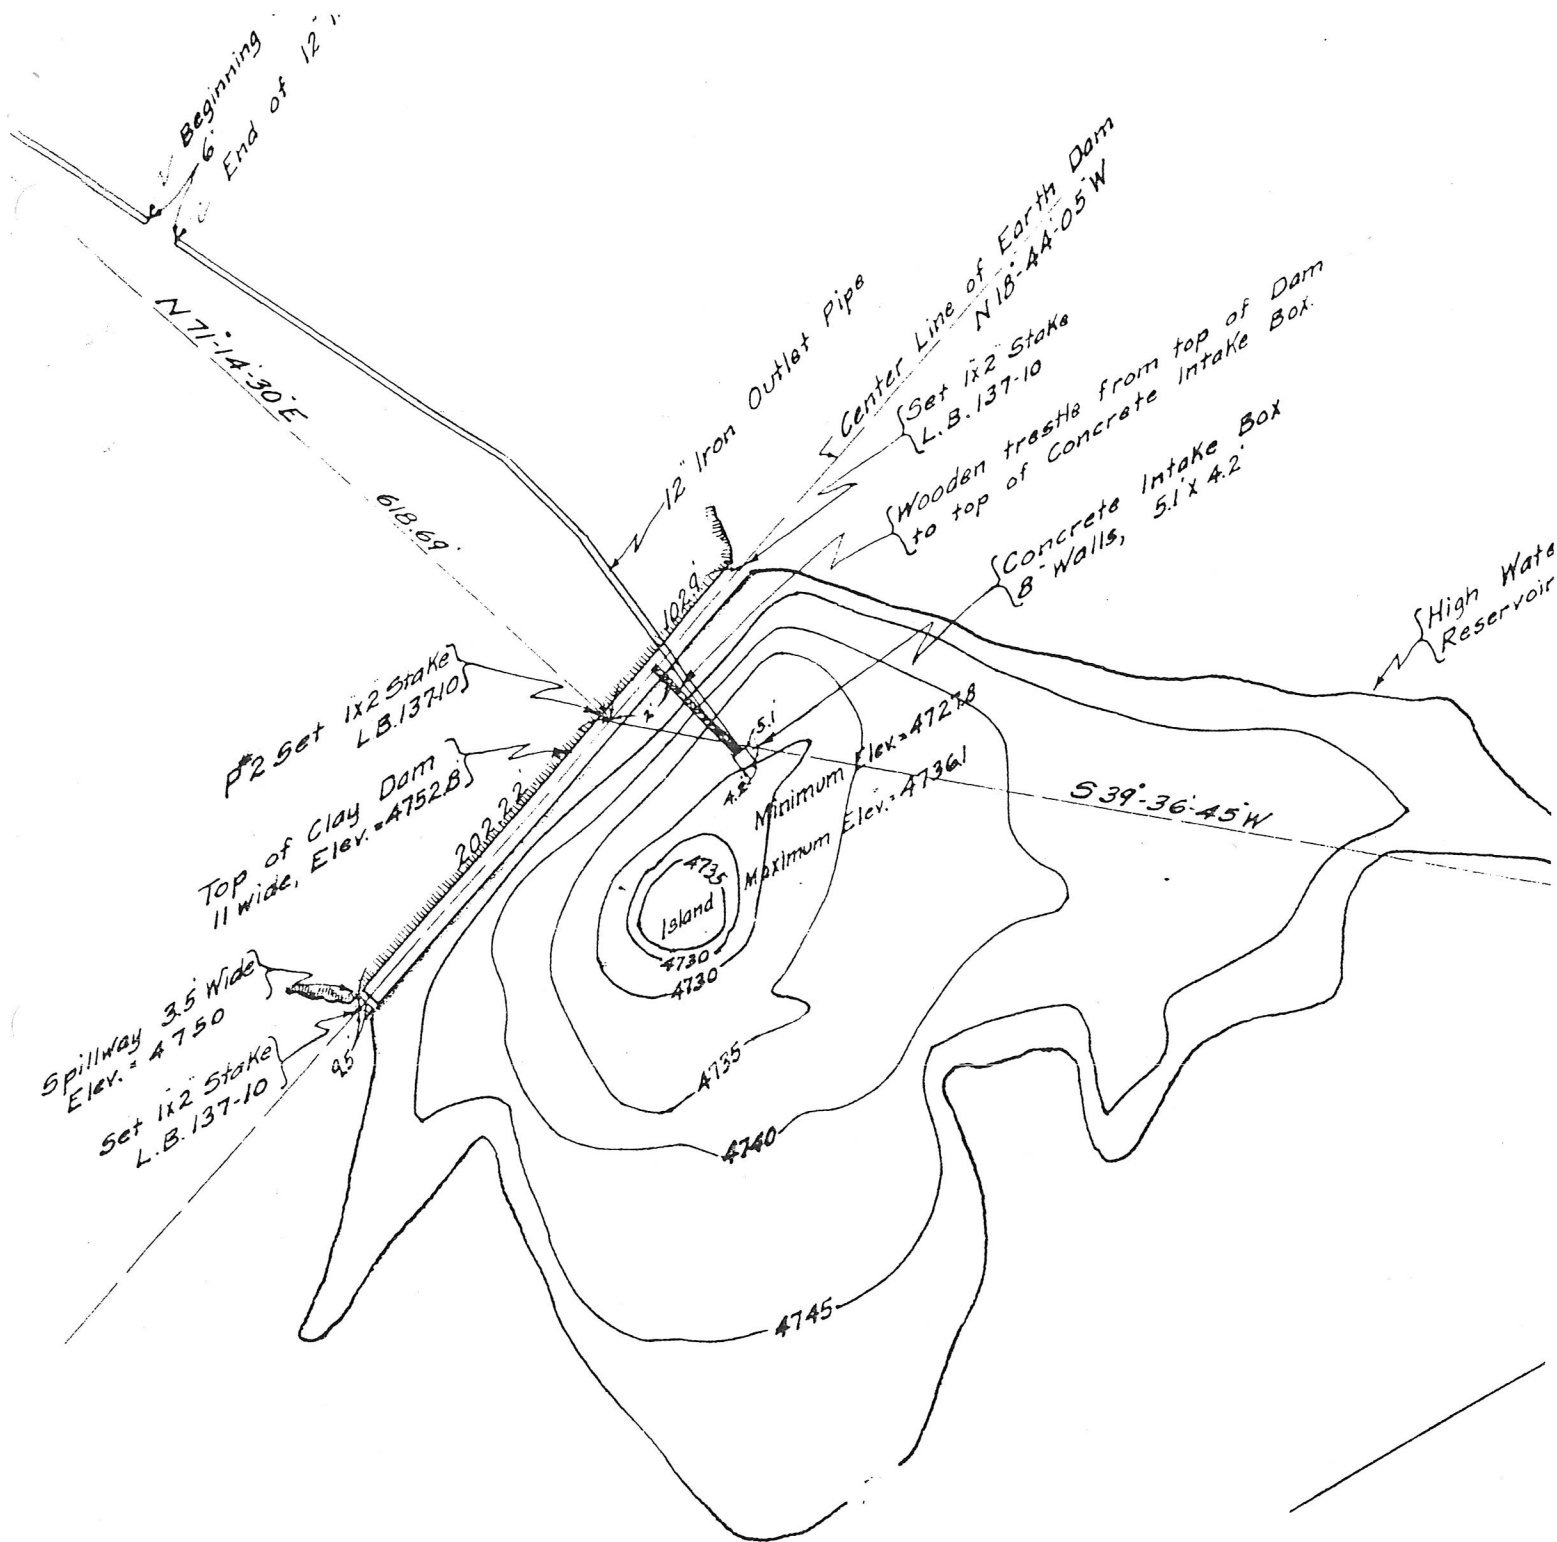 Beginning
6'
End of 12"
N 71°-14'-30"E
618.69'
12" Iron Outlet Pipe
Center Line of Earth Dam
N 18°-44'-05"W
Set 1x2" Stake
L.B. 137-10
Wooden trestle from top of Dam
to top of Concrete Intake Box.
Concrete Intake Box
8" Walls, 5.1' x 4.2'
High Wate
Reservoir
102.9'
P#2 Set 1x2" Stake
L.B. 137-10
Top of Clay Dam
11' wide, Elev. = 4752.8'
202.22'
2'
5.1'
4.2'
Minimum Elev. = 4727.8
Maximum Elev. = 4736.1
S 39°-36'-45"W
4735
Island
4730
4730
Spillway 3.5' Wide
Elev. = 4750
Set 1x2" Stake
L.B. 137-10
4735
4740
4745